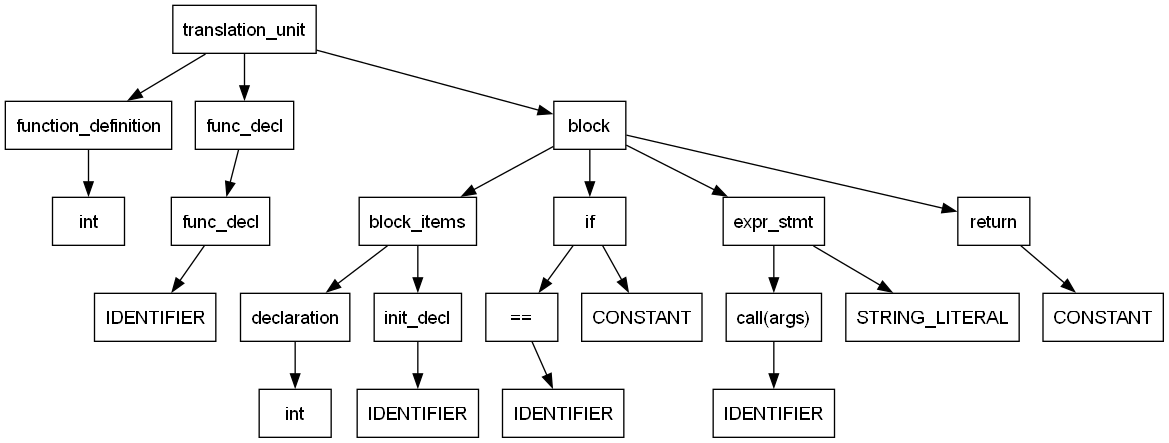 translation_unit
function_definition
func_decl
block
int
func_decl
block_items
if
expr_stmt
return
IDENTIFIER
declaration
init_decl
==
CONSTANT
call(args)
STRING_LITERAL
CONSTANT
int
IDENTIFIER
IDENTIFIER
IDENTIFIER